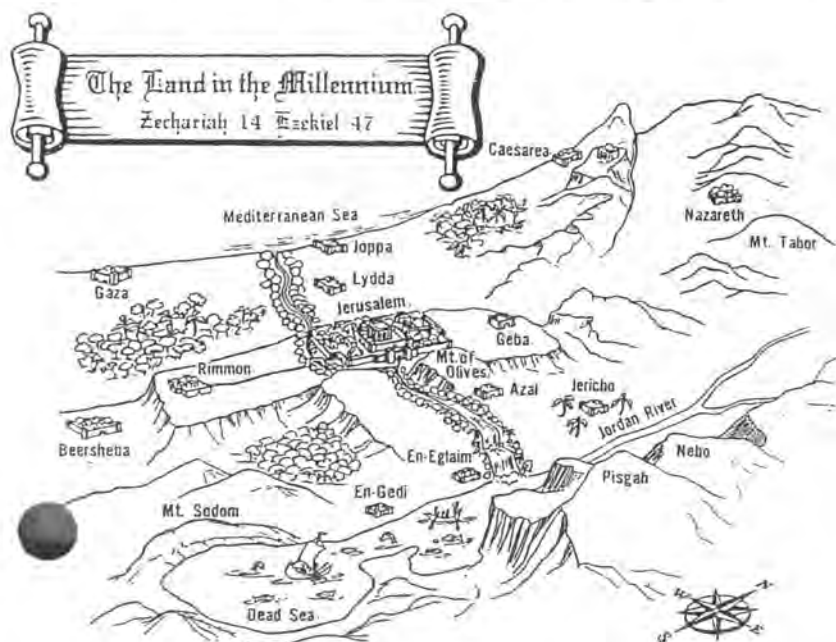 The Land in the Millennium
Zechariah 14 Ezekiel 47
Caesarea
Nazareth
Mediterranean Sea
Mt. Tabor
Joppa
Gaza
Lydda
Jerusalem
Geba
Rimmon
Mt. of
Olives
Azal
Jericho
Jordan River
Beersheba
En-Eglaim
Nebo
En-Gedi
Pisgah
Mt. Sodom
Dead Sea
W
N
S
E